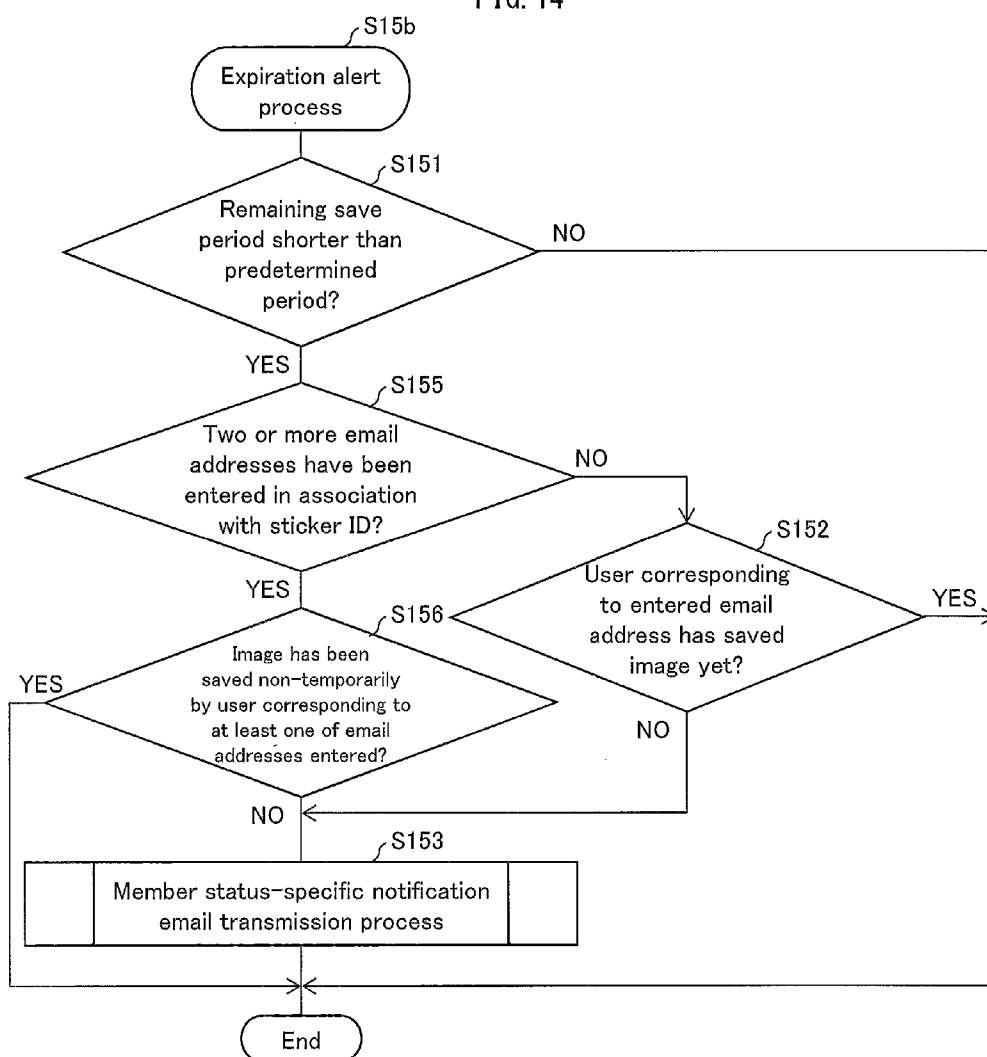 FIG. 14
S15b
Expiration alert
process
S151
Remaining save
period shorter than
predetermined
period?
NO
YES
S155
Two or more email
addresses have been
entered in association
with sticker ID?
NO
YES
S152
User corresponding
to entered email
address has saved
image yet?
YES
NO
S156
Image has been
saved non-temporarily
by user corresponding to
at least one of email
addresses entered?
YES
NO
S153
Member status-specific notification
email transmission process
End